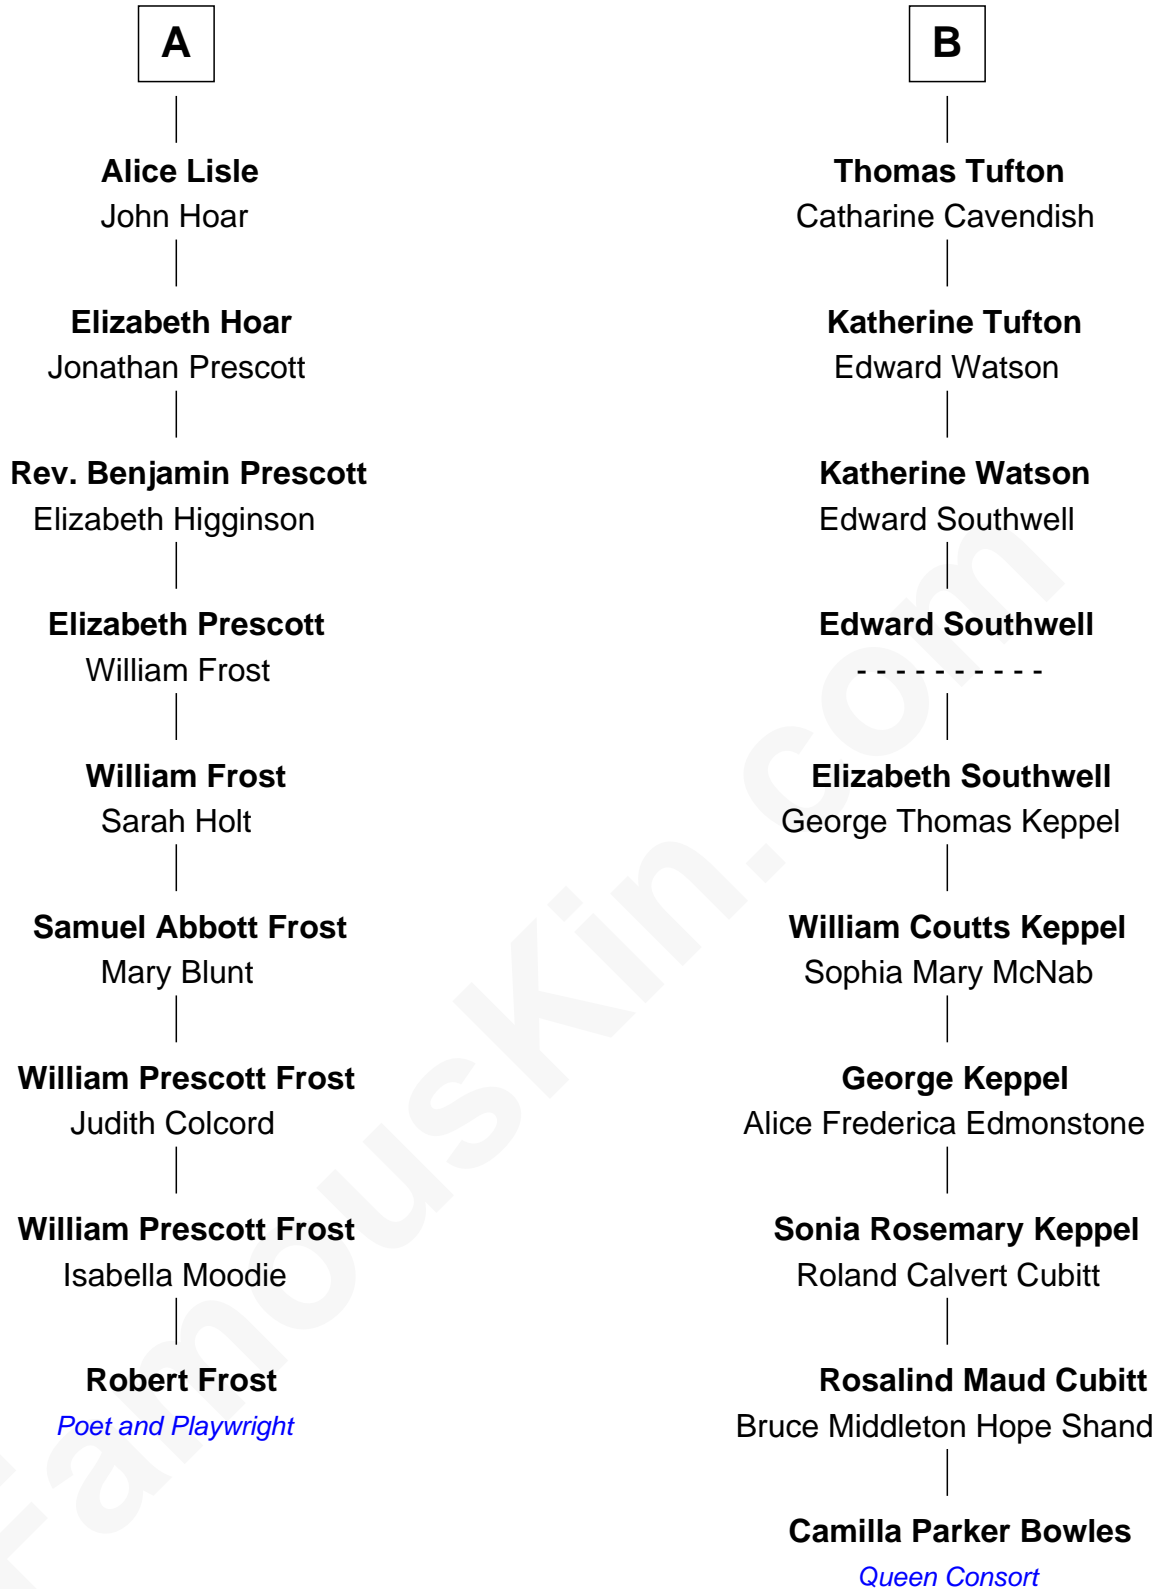 A
Alice Lisle
John Hoar
Elizabeth Hoar
Jonathan Prescott
Rev. Benjamin Prescott
Elizabeth Higginson
Elizabeth Prescott
William Frost
William Frost
Sarah Holt
Samuel Abbott Frost
Mary Blunt
William Prescott Frost
Judith Colcord
William Prescott Frost
Isabella Moodie
Robert Frost
Poet and Playwright
B
Thomas Tufton
Catharine Cavendish
Katherine Tufton
Edward Watson
Katherine Watson
Edward Southwell
Edward Southwell
- - - - - - - - - -
Elizabeth Southwell
George Thomas Keppel
William Coutts Keppel
Sophia Mary McNab
George Keppel
Alice Frederica Edmonstone
Sonia Rosemary Keppel
Roland Calvert Cubitt
Rosalind Maud Cubitt
Bruce Middleton Hope Shand
Camilla Parker Bowles
Queen Consort
FamousKin.com